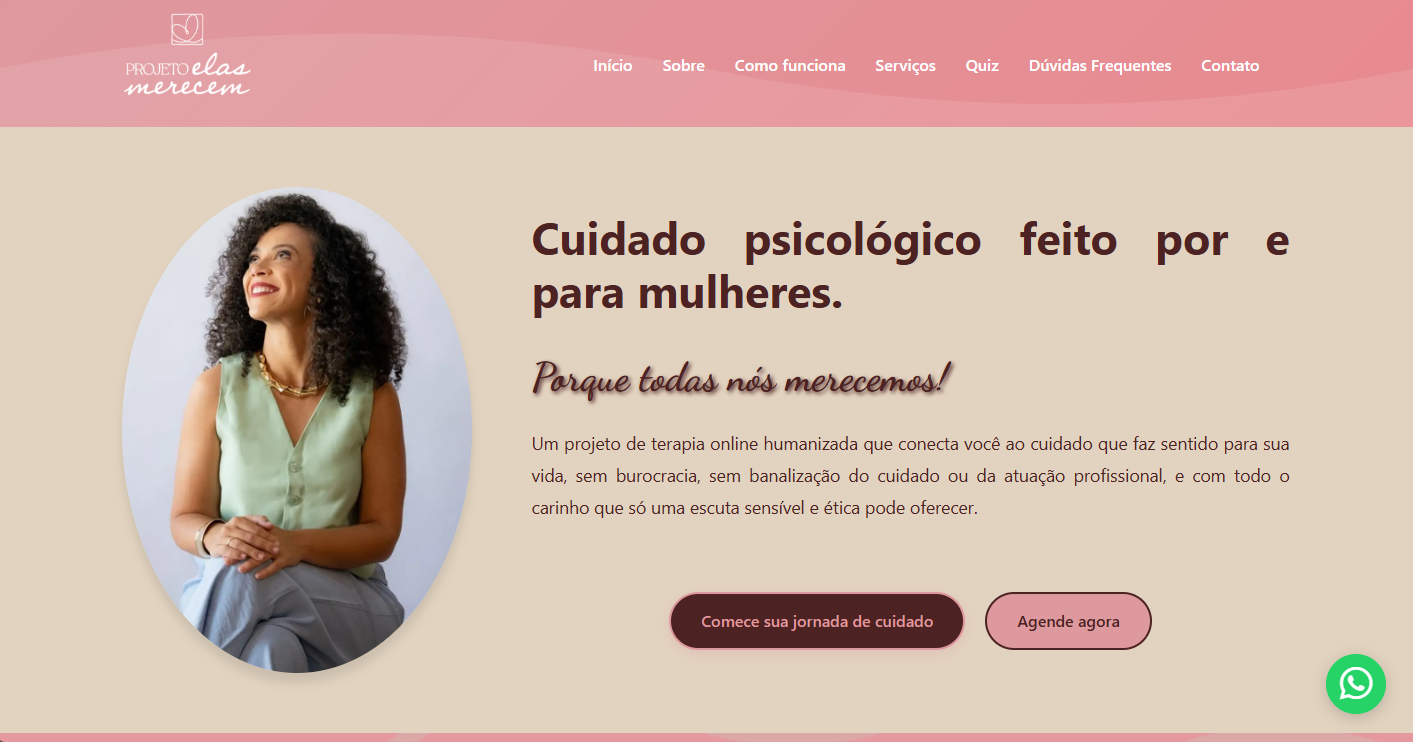 PROJETO elas
merecem
Início Sobre Como funciona Serviços Quiz Dúvidas Frequentes Contato
Cuidado psicológico feito por e
para mulheres.
Porque todas nós merecemos!
Um projeto de terapia online humanizada que conecta você ao cuidado que faz sentido para sua
vida, sem burocracia, sem banalização do cuidado ou da atuação profissional, e com todo o
carinho que só uma escuta sensível e ética pode oferecer.
Comece sua jornada de cuidado Agende agora